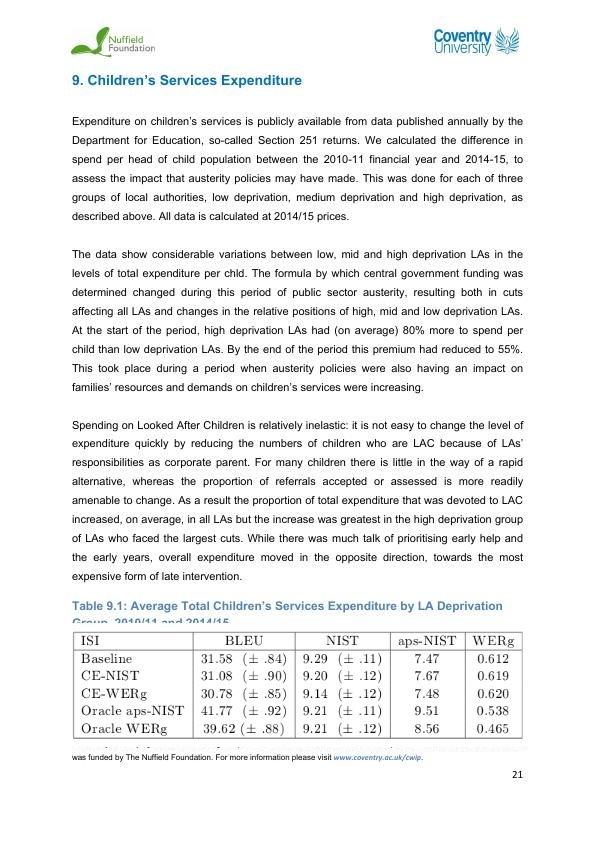 Nuffield
Foundation
Coventry
University
9. Children's Services Expenditure
Expenditure on children's services is publicly available from data published annually by the
Department for Education, so-called Section 251 returns. We calculated the difference in
spend per head of child population between the 2010-11 financial year and 2014-15, to
assess the impact that austerity policies may have made. This was done for each of three
groups of local authorities, low deprivation, medium deprivation and high deprivation, as
described above. All data is calculated at 2014/15 prices.
The data show considerable variations between low, mid and high deprivation LAs in the
levels of total expenditure per chld. The formula by which central government funding was
determined changed during this period of public sector austerity, resulting both in cuts
affecting all LAs and changes in the relative positions of high, mid and low deprivation LAs.
At the start of the period, high deprivation LAs had (on average) 80% more to spend per
child than low deprivation LAs. By the end of the period this premium had reduced to 55%.
This took place during a period when austerity policies were also having an impact on
families' resources and demands on children's services were increasing.
Spending on Looked After Children is relatively inelastic: it is not easy to change the level of
expenditure quickly by reducing the numbers of children who are LAC because of LAs'
responsibilities as corporate parent. For many children there is little in the way of a rapid
alternative, whereas the proportion of referrals accepted or assessed is more readily
amenable to change. As a result the proportion of total expenditure that was devoted to LAC
increased, on average, in all LAs but the increase was greatest in the high deprivation group
of LAs who faced the largest cuts. While there was much talk of prioritising early help and
the early years, overall expenditure moved in the opposite direction, towards the most
expensive form of late intervention.
Table 9.1: Average Total Children's Services Expenditure by LA Deprivation
Group, 2010/11 and 2014/15
ISI BLEU NIST aps-NIST WERg
Baseline 31.58 (± .84) 9.29 (± .11) 7.47 0.612
CE-NIST 31.08 (± .90) 9.20 (± .12) 7.67 0.619
CE-WERg 30.78 (± .85) 9.14 (± .12) 7.48 0.620
Oracle aps-NIST 41.77 (± .92) 9.21 (± .11) 9.51 0.538
Oracle WERg 39.62 (± .88) 9.21 (± .12) 8.56 0.465
was funded by The Nuffield Foundation. For more information please visit www.coventry.ac.uk/cwip.
21